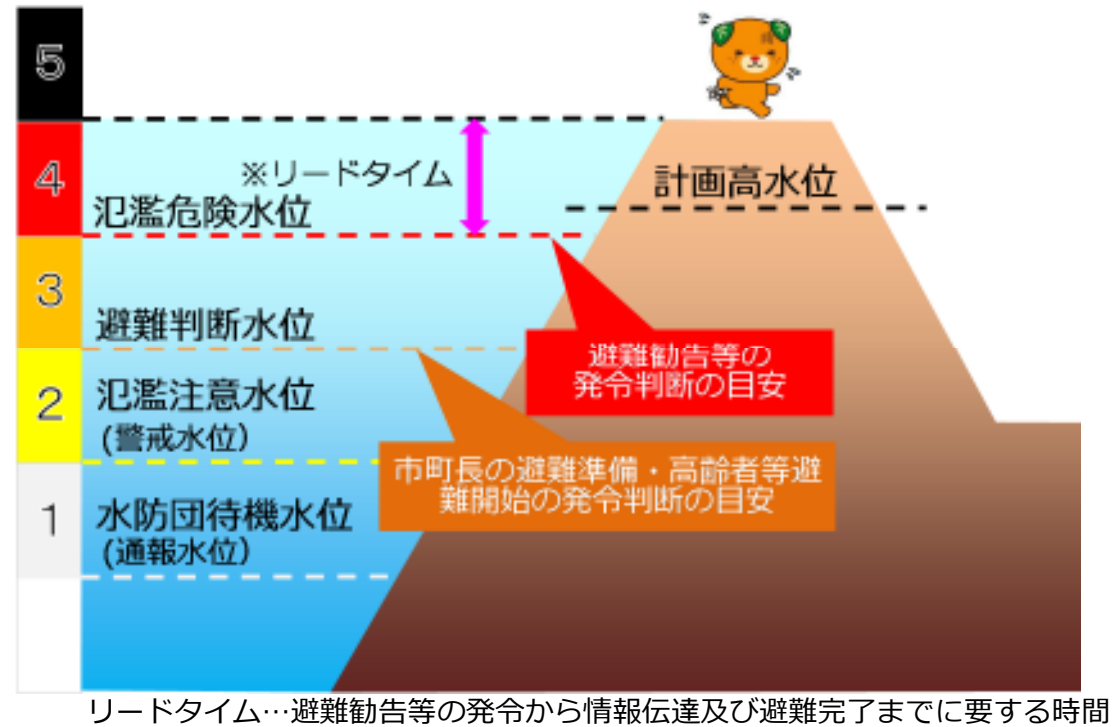 5
4
※リードタイム
氾濫危険水位
計画高水位
3
避難判断水位
避難勧告等の
発令判断の目安
2
氾濫注意水位
(警戒水位)
市町長の避難準備・高齢者等避
難開始の発令判断の目安
1
水防団待機水位
(通報水位)
リードタイム…避難勧告等の発令から情報伝達及び避難完了までに要する時間